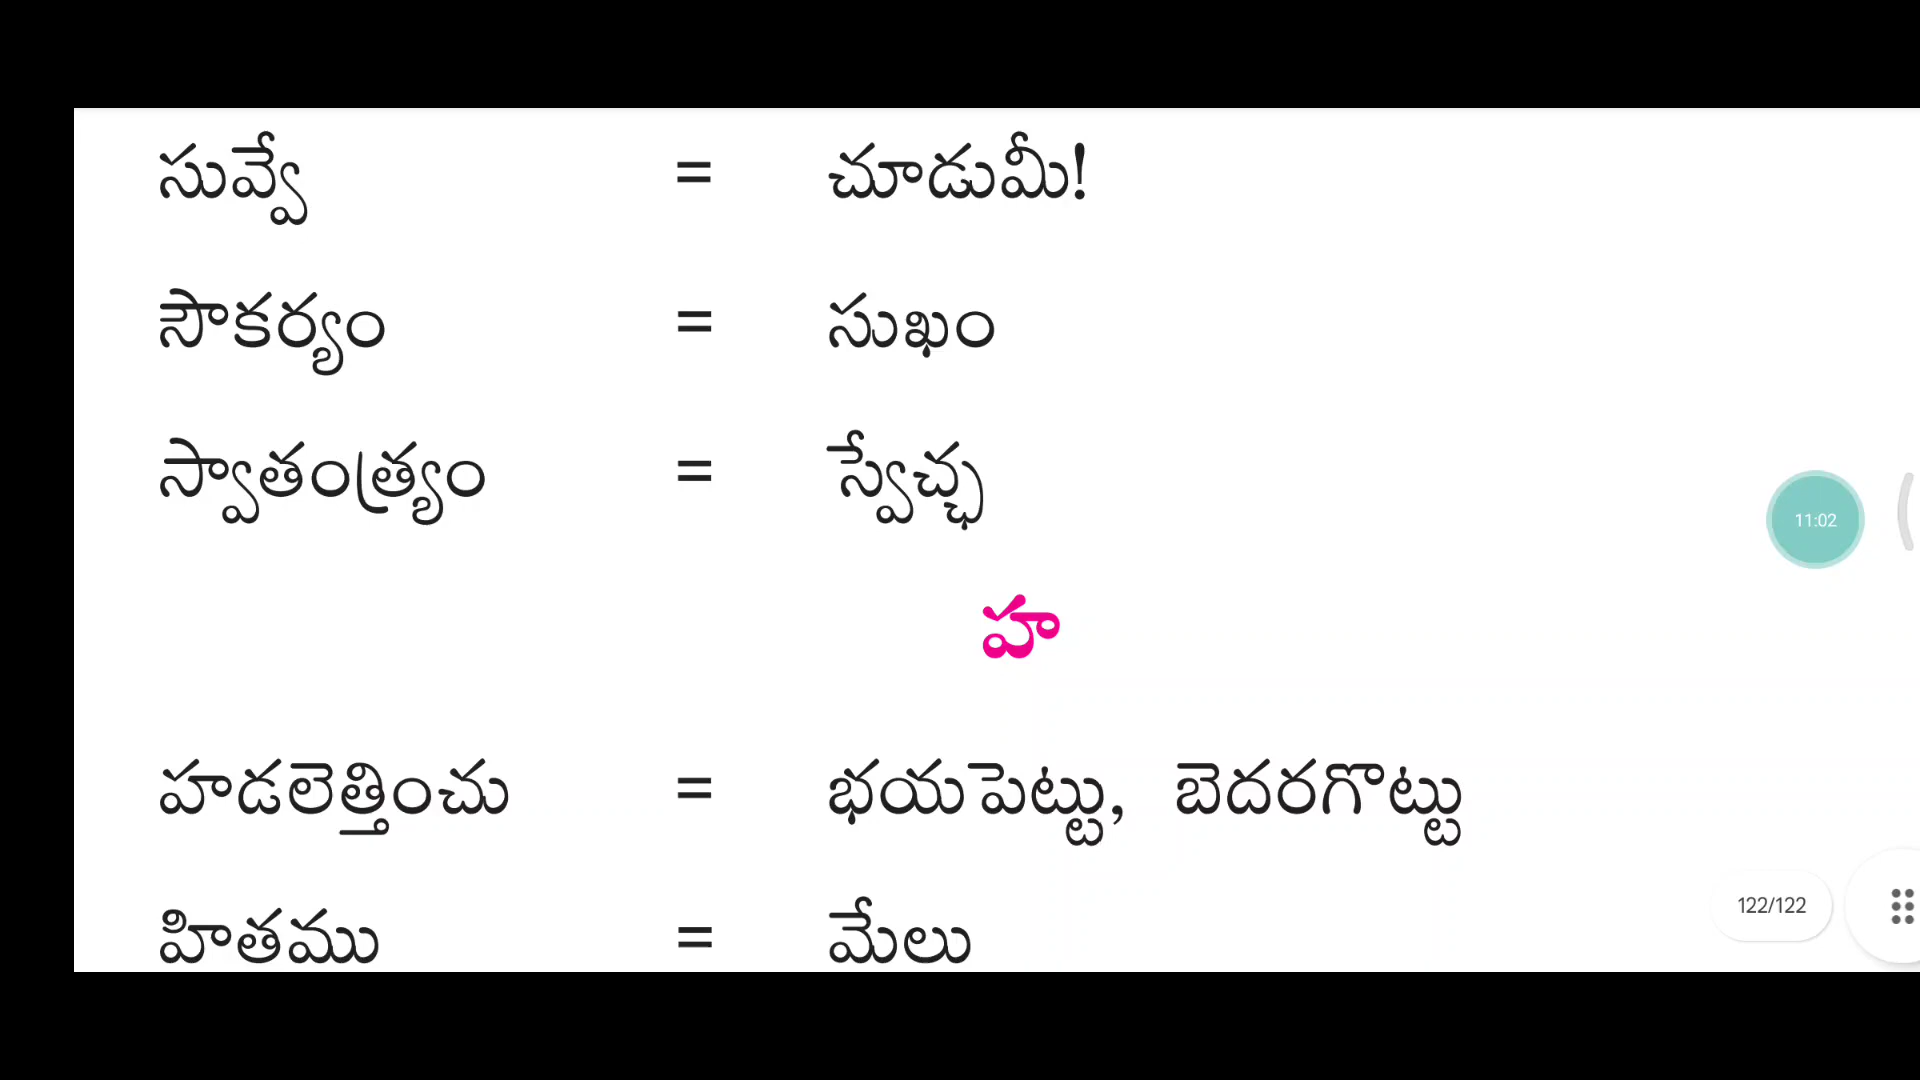 సువ్వే = చూడుమీ!
సౌకర్యం = సుఖం
స్వాతంత్ర్యం = స్వేచ్ఛ
11:02
హ
హడలెత్తించు = భయపెట్టు, బెదరగొట్టు
122/122
హితము = మేలు